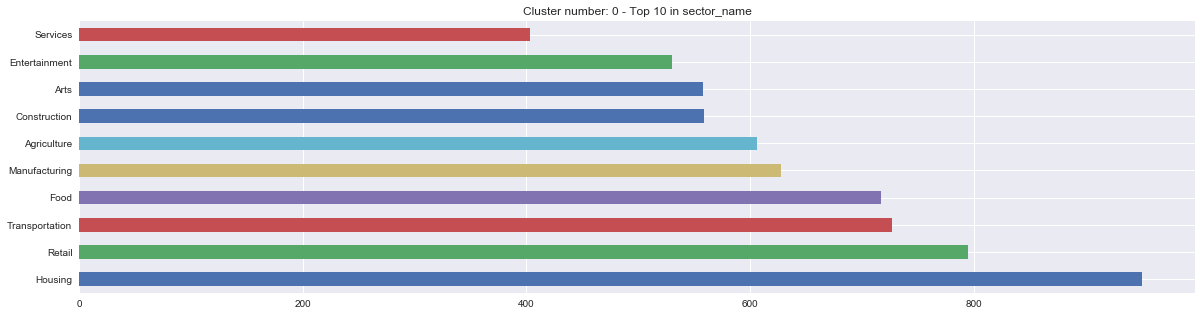 Cluster number: 0 - Top 10 in sector_name
Services
Entertainment
Arts
Construction
Agriculture
Manufacturing
Food
Transportation
Retail
Housing
0 200 400 600 800